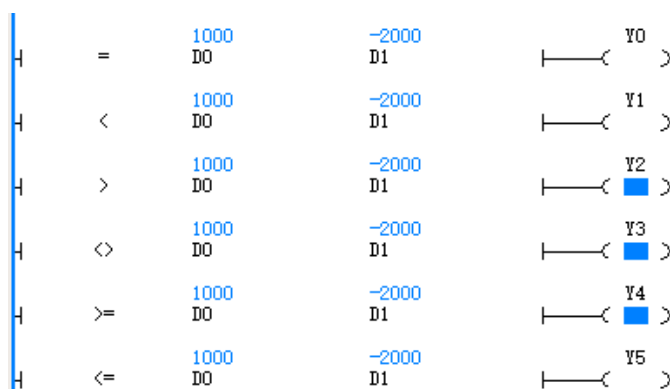 1000 -2000 Y0
= D0 D1
1000 -2000 Y1
< D0 D1
1000 -2000 Y2
> D0 D1
1000 -2000 Y3
<> D0 D1
1000 -2000 Y4
>= D0 D1
1000 -2000 Y5
<= D0 D1